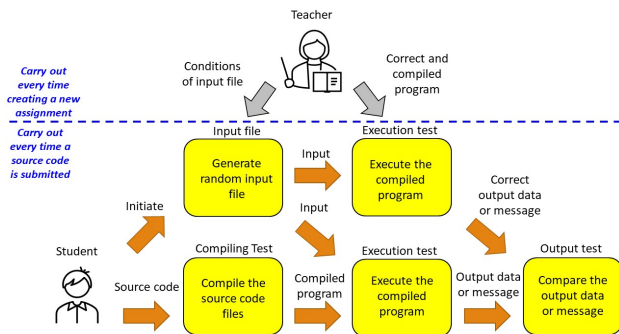 Teacher
Conditions
of input file
Correct and
compiled
program
Carry out
every time
creating a new
assignment
Carry out
every time a
source code
is submitted
Input file
Generate
random input
file
Input
Execution test
Execute the
compiled
program
Correct
output data
or message
Initiate
Input
Student
Source code
Compiling Test
Compile the
source code
files
Compiled
program
Execution test
Execute the
compiled
program
Output data
or message
Output test
Compare the
output data
or message